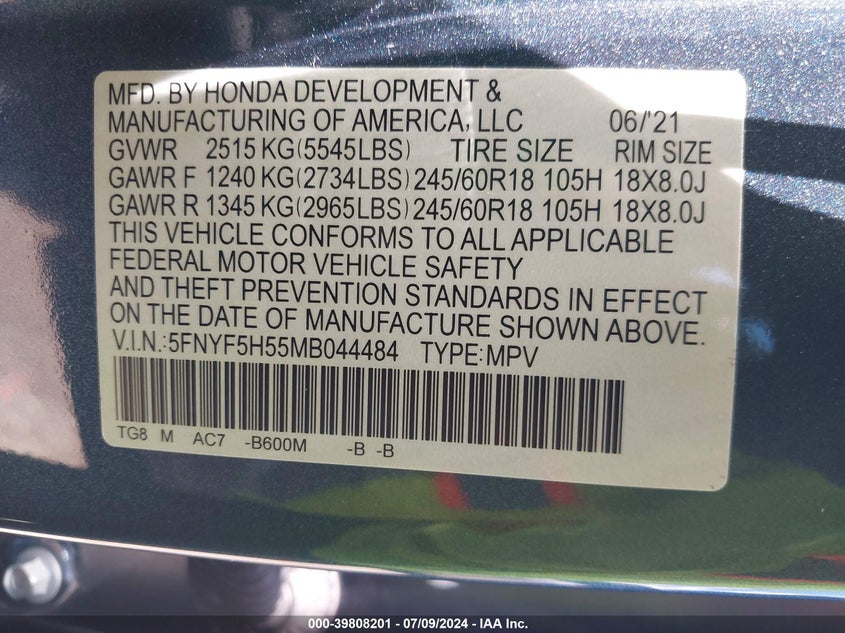 MFD. BY HONDA DEVELOPMENT &
MANUFACTURING OF AMERICA, LLC 06/'21
GVWR 2515 KG(5545LBS) TIRE SIZE RIM SIZE
GAWR F 1240 KG(2734LBS) 245/60R18 105H 18X8.0J
GAWR R 1345 KG(2965LBS) 245/60R18 105H 18X8.0J
THIS VEHICLE CONFORMS TO ALL APPLICABLE
FEDERAL MOTOR VEHICLE SAFETY
AND THEFT PREVENTION STANDARDS IN EFFECT
ON THE DATE OF MANUFACTURE SHOWN ABOVE.
V.I.N.:5FNYF5H55MB044484 TYPE:MPV
TG8 M AC7 -B600M -B -B
000-39808201 - 07/09/2024 - IAA Inc.